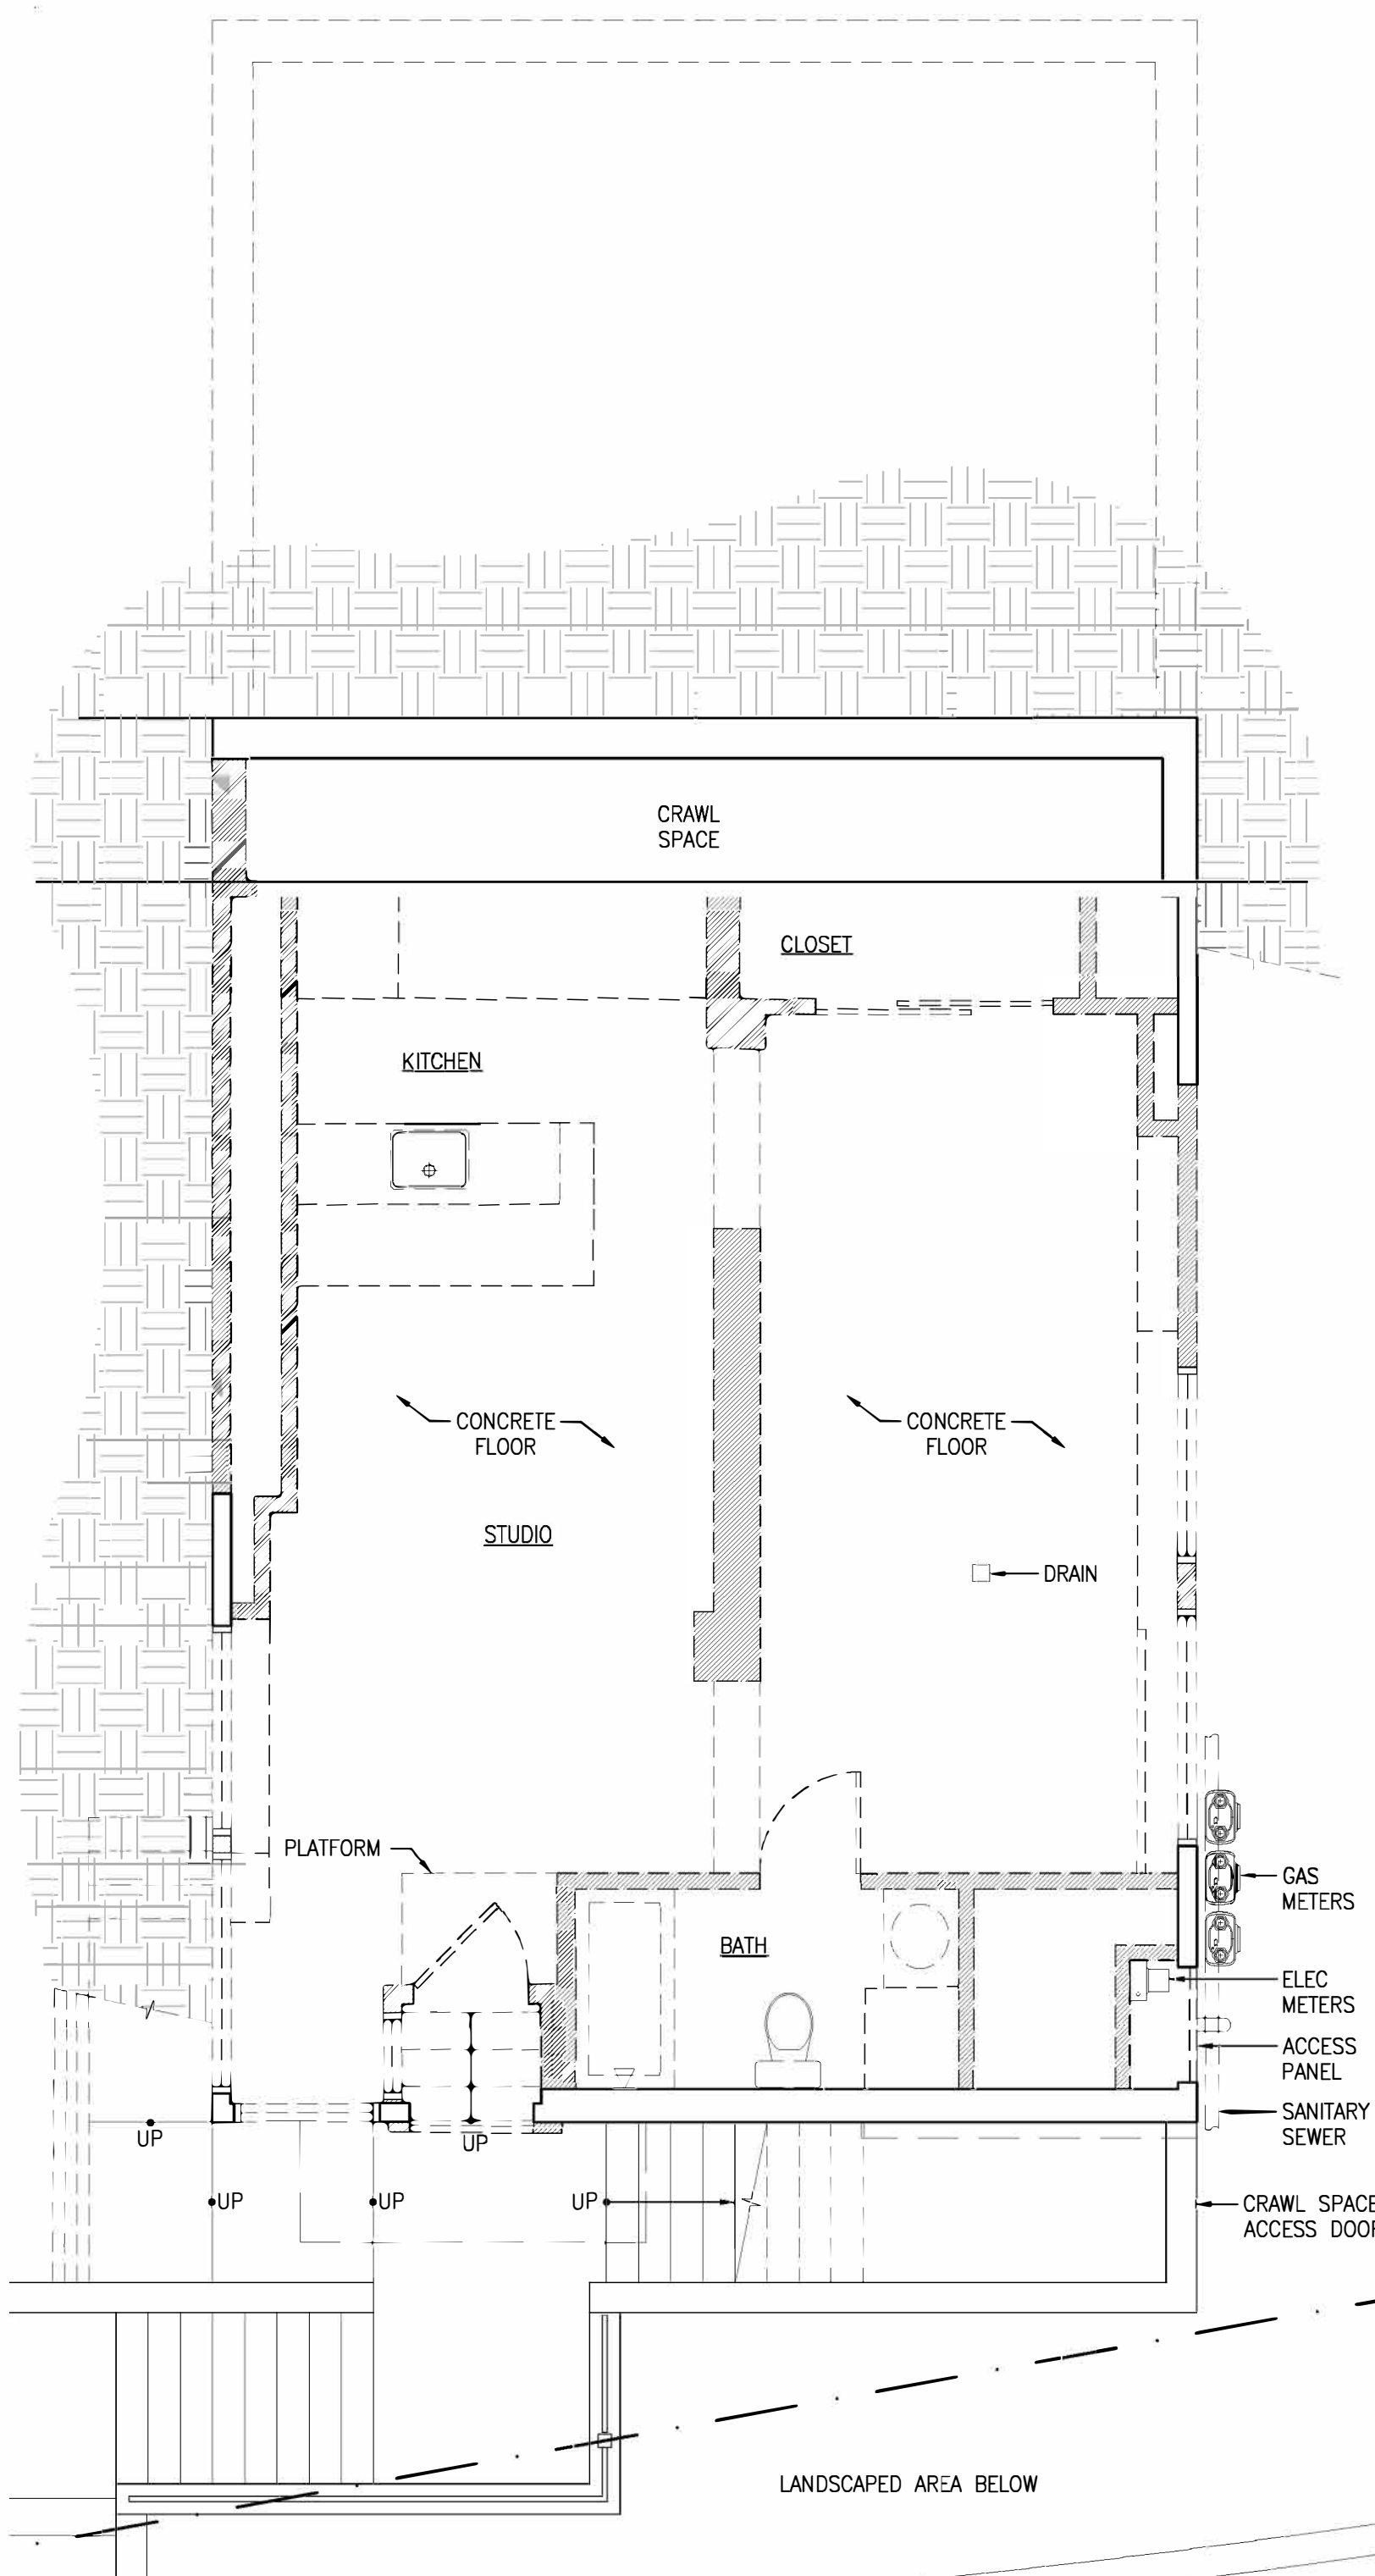 CRAWL
SPACE
CLOSET
KITCHEN
CONCRETE
FLOOR
CONCRETE
FLOOR
STUDIO
DRAIN
PLATFORM
GAS
METERS
BATH
ELEC
METERS
ACCESS
PANEL
SANITARY
SEWER
UP
UP
UP
UP
UP
CRAWL SPACE
ACCESS DOOR
LANDSCAPED AREA BELOW